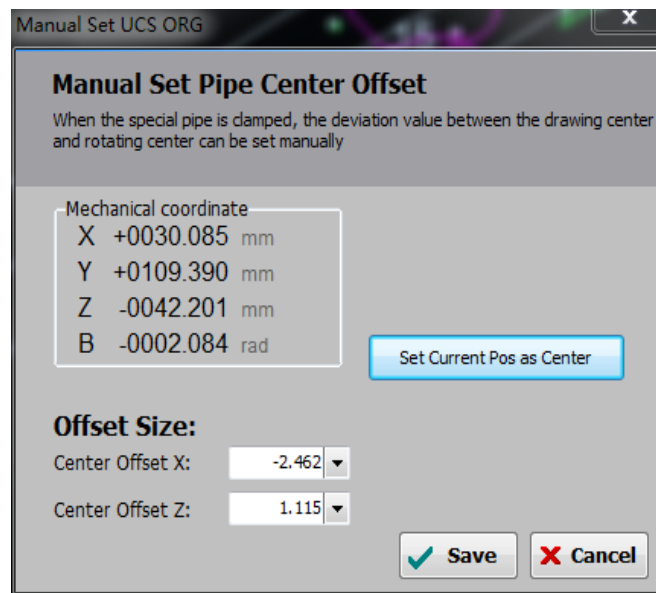 Manual Set UCS ORG
x
Manual Set Pipe Center Offset
When the special pipe is clamped, the deviation value between the drawing center
and rotating center can be set manually
Mechanical coordinate
X +0030.085 mm
Y +0109.390 mm
Z -0042.201 mm
B -0002.084 rad
Set Current Pos as Center
Offset Size:
Center Offset X: -2.462
Center Offset Z: 1.115
Save
Cancel